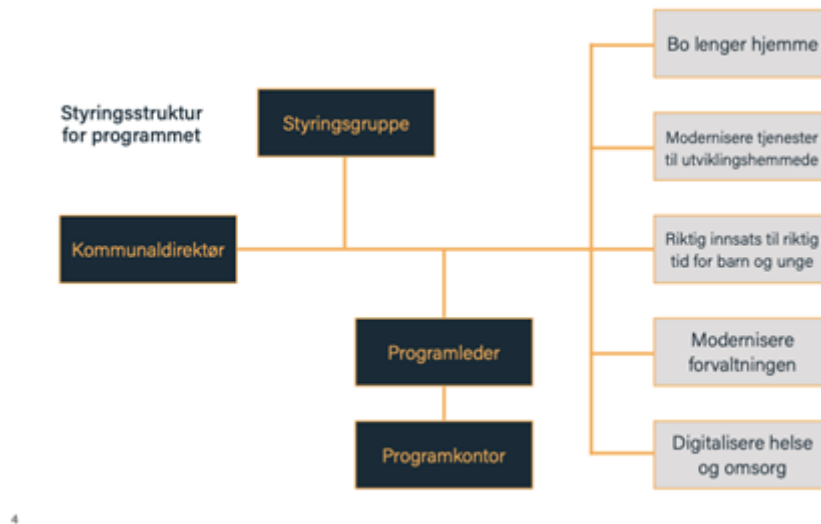 Styringsstruktur
for programmet
Styringsgruppe
Kommunaldirektør
Programleder
Programkontor
Bo lenger hjemme
Modernisere tjenester
til utviklingshemmede
Riktig innsats til riktig
tid for barn og unge
Modernisere
forvaltningen
Digitalisere helse
og omsorg
4